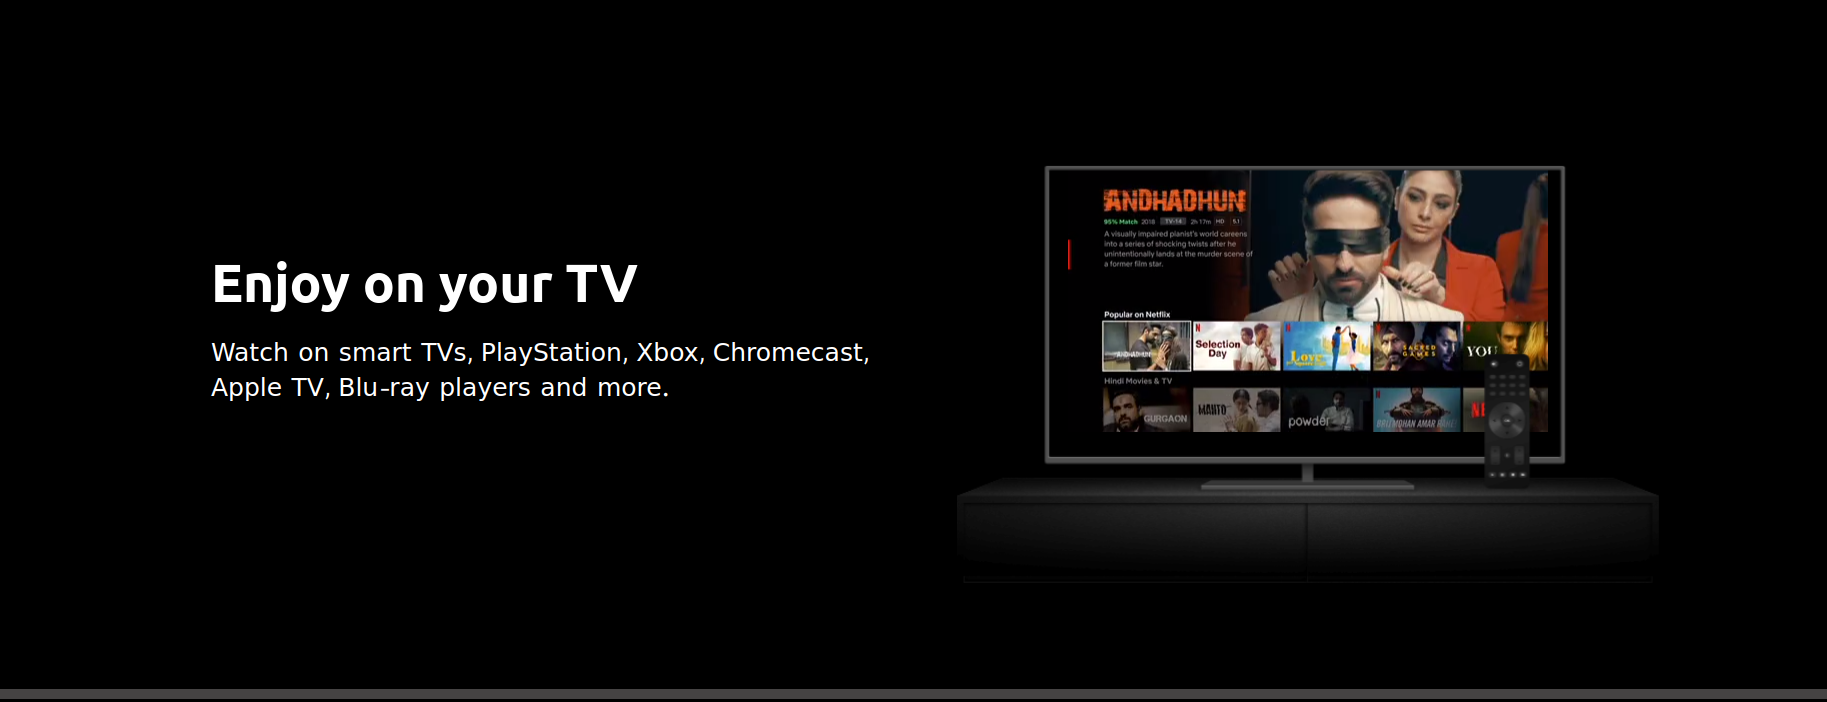 Enjoy on your TV
Watch on smart TVs, PlayStation, Xbox, Chromecast,
Apple TV, Blu-ray players and more.
ANDHADHUN
95% Match 2018 TV-14 2h 17m HD 5.1
A visually impaired pianist's world careens
into a series of shocking twists after he
unintentionally lands at the murder scene of
a former film star.
Popular on Netflix
ANDHADHUN
N Selection Day
N Love
N SACRED GAMES
N YOU
Hindi Movies & TV
GURGAON
MANTO
powder
N BRIJ MOHAN AMAR RAHE
NE